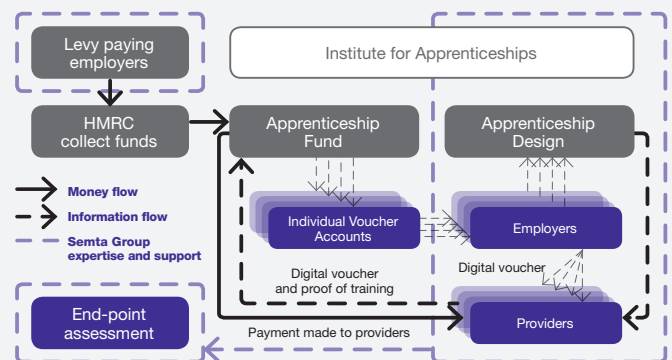 Levy paying
employers
Institute for Apprenticeships
HMRC
collect funds
Apprenticeship
Fund
Apprenticeship
Design
Money flow
Information flow
Semta Group
expertise and support
Individual Voucher
Accounts
Employers
Digital voucher
and proof of training
Digital voucher
End-point
assessment
Providers
Payment made to providers